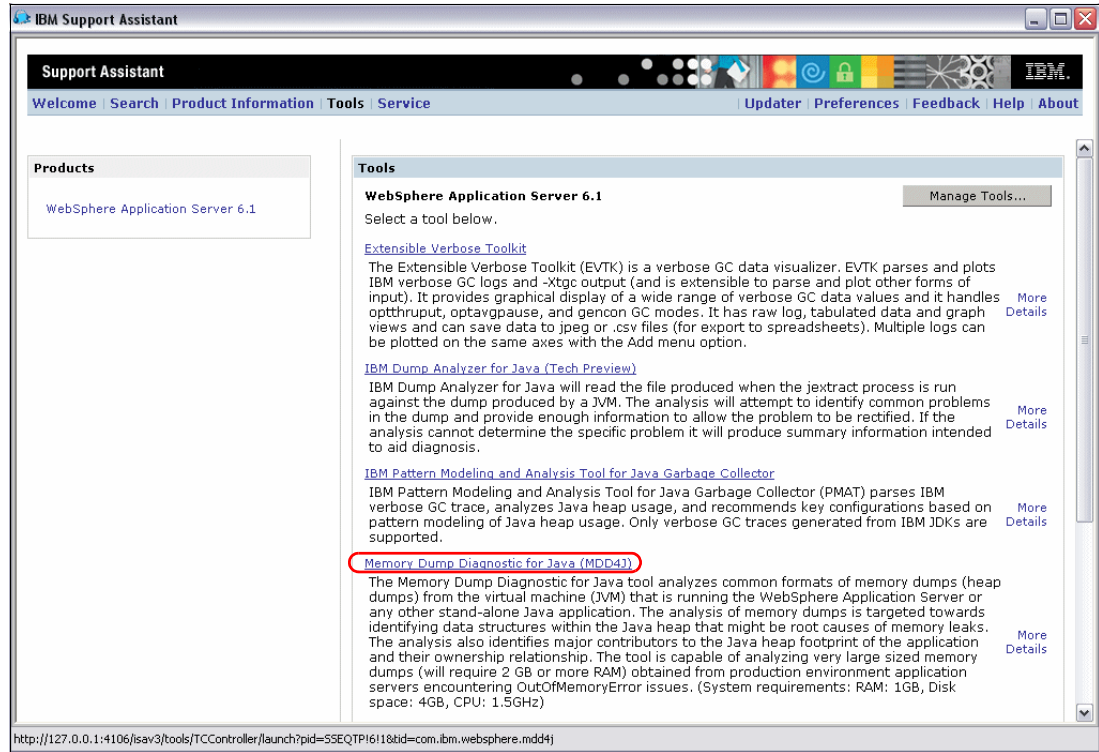 IBM Support Assistant
Support Assistant
IBM.
Welcome | Search | Product Information | Tools | Service
| Updater | Preferences | Feedback | Help | About
Products
WebSphere Application Server 6.1
Tools
WebSphere Application Server 6.1
Manage Tools...
Select a tool below.
Extensible Verbose Toolkit
The Extensible Verbose Toolkit (EVTK) is a verbose GC data visualizer. EVTK parses and plots
IBM verbose GC logs and -Xtgc output (and is extensible to parse and plot other forms of
input). It provides graphical display of a wide range of verbose GC data values and it handles
optthruput, optavgpause, and gencon GC modes. It has raw log, tabulated data and graph
views and can save data to jpeg or .csv files (for export to spreadsheets). Multiple logs can
be plotted on the same axes with the Add menu option.
More
Details
IBM Dump Analyzer for Java (Tech Preview)
IBM Dump Analyzer for Java will read the file produced when the jextract process is run
against the dump produced by a JVM. The analysis will attempt to identify common problems
in the dump and provide enough information to allow the problem to be rectified. If the
analysis cannot determine the specific problem it will produce summary information intended
to aid diagnosis.
More
Details
IBM Pattern Modeling and Analysis Tool for Java Garbage Collector
IBM Pattern Modeling and Analysis Tool for Java Garbage Collector (PMAT) parses IBM
verbose GC trace, analyzes Java heap usage, and recommends key configurations based on
pattern modeling of Java heap usage. Only verbose GC traces generated from IBM JDKs are
supported.
More
Details
Memory Dump Diagnostic for Java (MDD4J)
The Memory Dump Diagnostic for Java tool analyzes common formats of memory dumps (heap
dumps) from the virtual machine (JVM) that is running the WebSphere Application Server or
any other stand-alone Java application. The analysis of memory dumps is targeted towards
identifying data structures within the Java heap that might be root causes of memory leaks.
The analysis also identifies major contributors to the Java heap footprint of the application
and their ownership relationship. The tool is capable of analyzing very large sized memory
dumps (will require 2 GB or more RAM) obtained from production environment application
servers encountering OutOfMemoryError issues. (System requirements: RAM: 1GB, Disk
space: 4GB, CPU: 1.5GHz)
More
Details
http://127.0.0.1:4106/isav3/tools/TCController/launch?pid=SSEQTP!6!1&tid=com.ibm.websphere.mdd4j